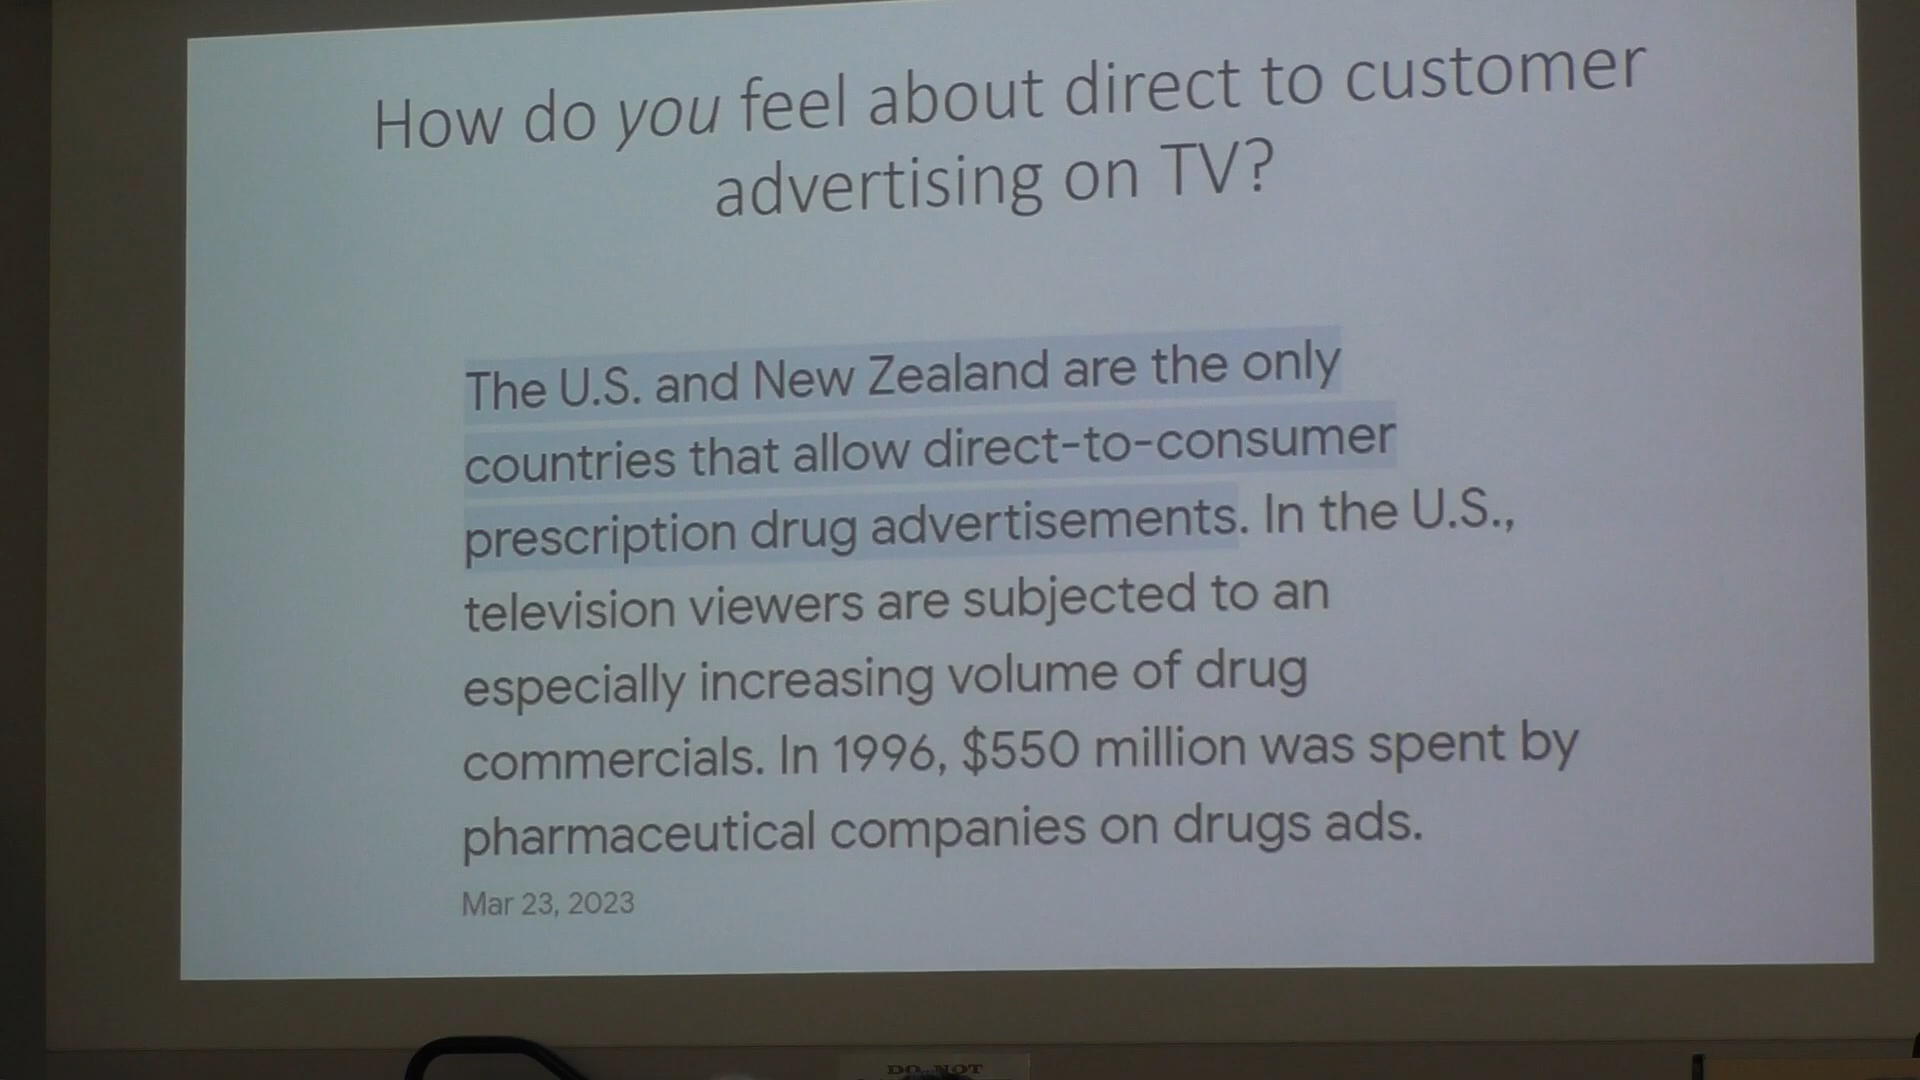 How do you feel about direct to customer
advertising on TV?
The U.S. and New Zealand are the only
countries that allow direct-to-consumer
prescription drug advertisements. In the U.S.,
television viewers are subjected to an
especially increasing volume of drug
commercials. In 1996, $550 million was spent by
pharmaceutical companies on drugs ads.
Mar 23, 2023
DO NOT